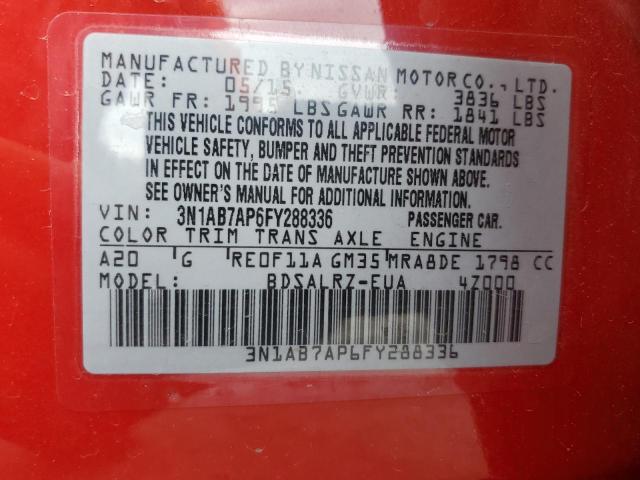 MANUFACTURED BY NISSAN MOTOR CO., LTD.
DATE: 05/15 GVWR: 3836 LBS
GAWR FR: 1995 LBS GAWR RR: 1841 LBS
THIS VEHICLE CONFORMS TO ALL APPLICABLE FEDERAL MOTOR
VEHICLE SAFETY, BUMPER AND THEFT PREVENTION STANDARDS
IN EFFECT ON THE DATE OF MANUFACTURE SHOWN ABOVE.
SEE OWNER'S MANUAL FOR ADDITIONAL INFORMATION.
VIN: 3N1AB7AP6FY288336 PASSENGER CAR.
COLOR TRIM TRANS AXLE ENGINE
A20 G RE0F11A GM35 MRA8DE 1798 CC
MODEL: BDSALRZ-EUA 4Z000
3N1AB7AP6FY288336